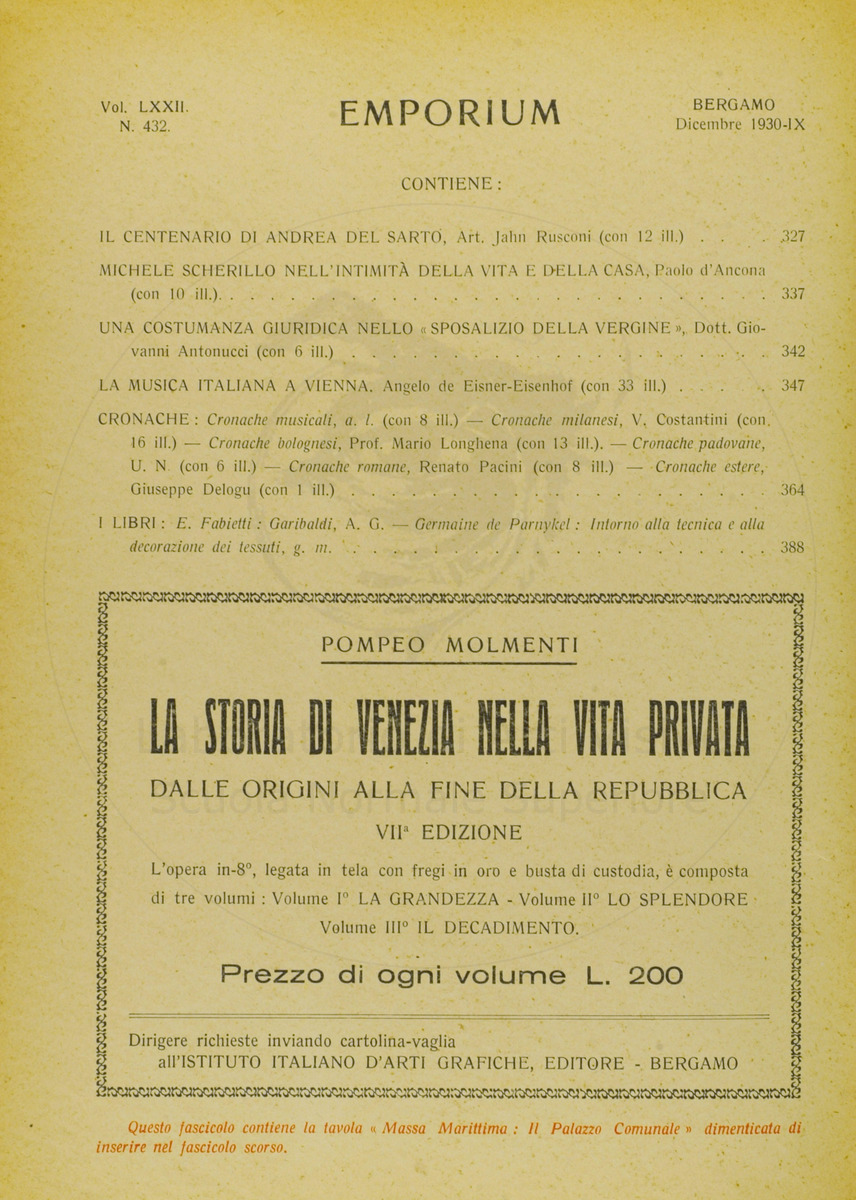 Vol. LXXII.
N. 432.
EMPORIUM
BERGAMO
Dicembre 1930-IX
CONTIENE :
IL CENTENARIO DI ANDREA DEL SARTO, Art. Jahn Rusconi (con 12 ill.) . . . 327
MICHELE SCHERILLO NELL'INTIMITÀ DELLA VITA E DELLA CASA, Paolo d'Ancona
(con 10 ill.). . . . . . . . . . . . . . . . . . . . . . . . . . . . 337
UNA COSTUMANZA GIURIDICA NELLO « SPOSALIZIO DELLA VERGINE », Dott. Gio-
vanni Antonucci (con 6 ill.) . . . . . . . . . . . . . . . . . . . . . 342
LA MUSICA ITALIANA A VIENNA. Angelo de Eisner-Eisenhof (con 33 ill.) . . . . 347
CRONACHE : Cronache musicali, a. l. (con 8 ill.) — Cronache milanesi, V. Costantini (con
16 ill.) — Cronache bolognesi, Prof. Mario Longhena (con 13 ill.). — Cronache padovane,
U. N. (con 6 ill.) — Cronache romane, Renato Pacini (con 8 ill.) — Cronache estere,
Giuseppe Delogu (con 1 ill.) . . . . . . . . . . . . . . . . . . . . . 364
I LIBRI : E. Fabietti : Garibaldi, A. G. — Germaine de Parnykel : Intorno alla tecnica e alla
decorazione dei tessuti, g. m. . . . . . . . . . . . . . . . . . . . . . 388
POMPEO MOLMENTI
LA STORIA DI VENEZIA NELLA VITA PRIVATA
DALLE ORIGINI ALLA FINE DELLA REPUBBLICA
VIIª EDIZIONE
L'opera in-8º, legata in tela con fregi in oro e busta di custodia, è composta
di tre volumi : Volume Iº LA GRANDEZZA - Volume IIº LO SPLENDORE
Volume IIIº IL DECADIMENTO.
Prezzo di ogni volume L. 200
Dirigere richieste inviando cartolina-vaglia
all'ISTITUTO ITALIANO D'ARTI GRAFICHE, EDITORE - BERGAMO
Questo fascicolo contiene la tavola « Massa Marittima : Il Palazzo Comunale » dimenticata di
inserire nel fascicolo scorso.